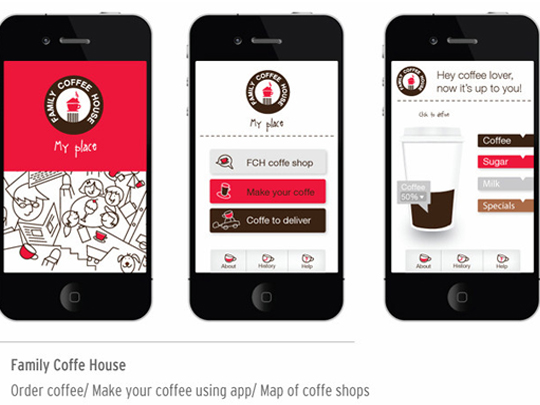 FAMILY COFFEE HOUSE
My place
FAMILY COFFEE HOUSE
My place
FCH coffe shop
Make your coffe
Coffe to deliver
About History Help
FAMILY COFFEE HOUSE
Hey coffee lover,
now it's up to you!
Click to define
Coffee
Sugar
Milk
Specials
Coffee
50%
About History Help
Family Coffe House
Order coffee/ Make your coffee using app/ Map of coffe shops